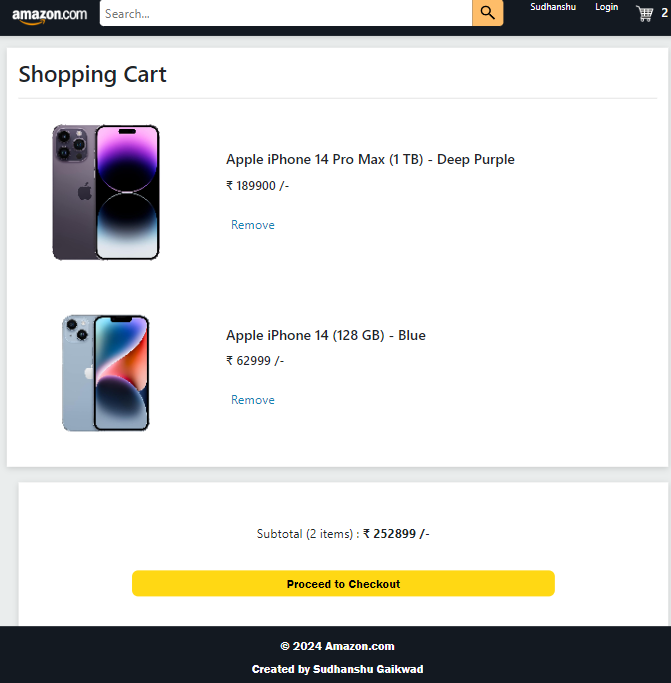 amazon.com Search... Sudhanshu Login 2
Shopping Cart
Apple iPhone 14 Pro Max (1 TB) - Deep Purple
₹ 189900 /-
Remove
Apple iPhone 14 (128 GB) - Blue
₹ 62999 /-
Remove
Subtotal (2 items) : ₹ 252899 /-
Proceed to Checkout
© 2024 Amazon.com
Created by Sudhanshu Gaikwad